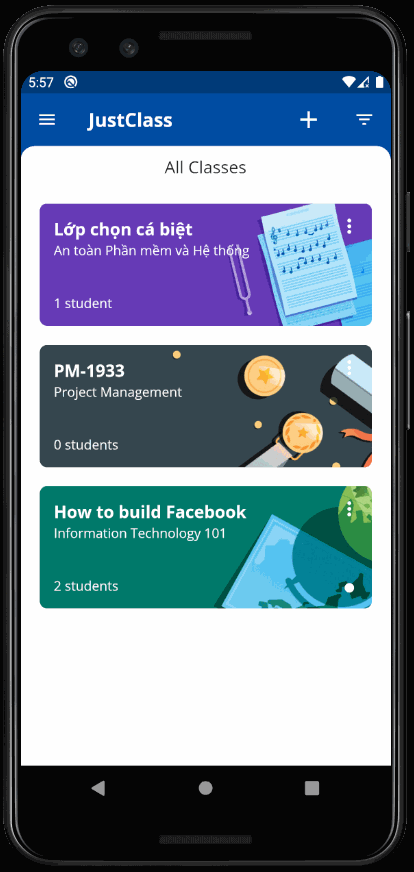 5:57
JustClass
All Classes
Lớp chọn cá biệt
An toàn Phần mềm và Hệ thống
1 student
PM-1933
Project Management
0 students
How to build Facebook
Information Technology 101
2 students